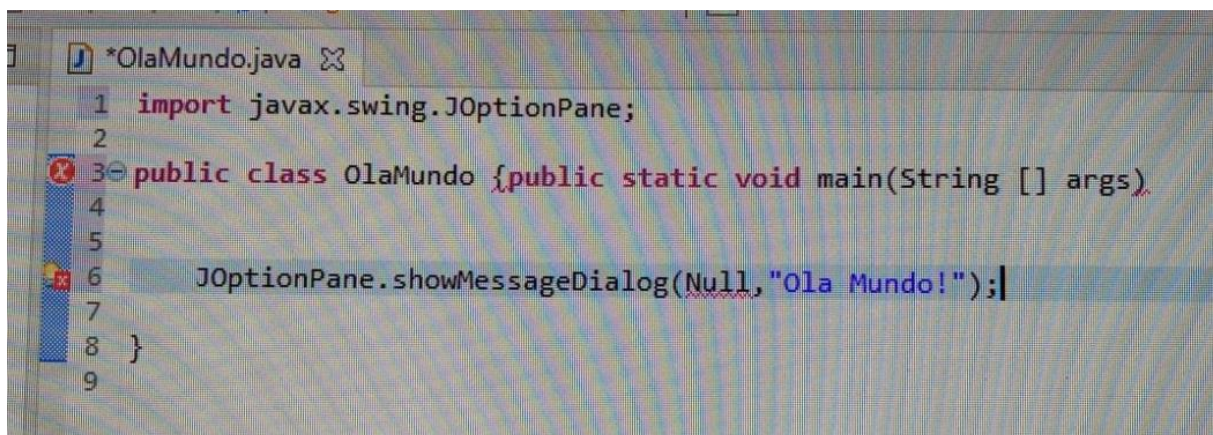 *OlaMundo.java
1 import javax.swing.JOptionPane;
2
3 public class OlaMundo {public static void main(String [] args)
4
5
6 JOptionPane.showMessageDialog(Null,"Ola Mundo!");
7
8 }
9